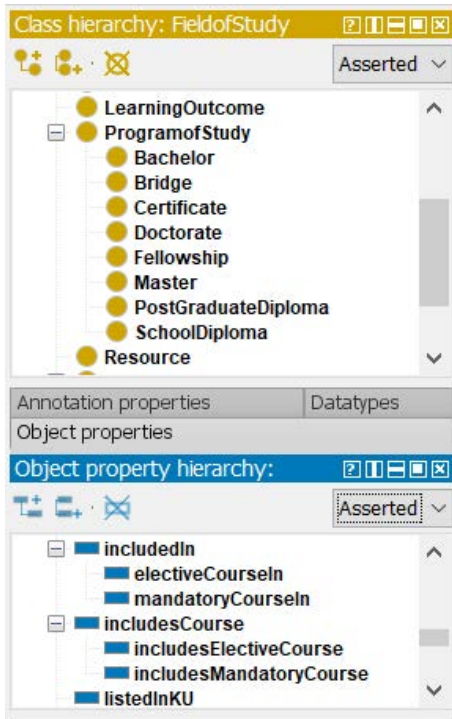 Class hierarchy: FieldofStudy
Asserted
LearningOutcome
ProgramofStudy
Bachelor
Bridge
Certificate
Doctorate
Fellowship
Master
PostGraduateDiploma
SchoolDiploma
Resource
Annotation properties Datatypes
Object properties
Object property hierarchy:
Asserted
includedIn
electiveCourseIn
mandatoryCourseIn
includesCourse
includesElectiveCourse
includesMandatoryCourse
listedInKU